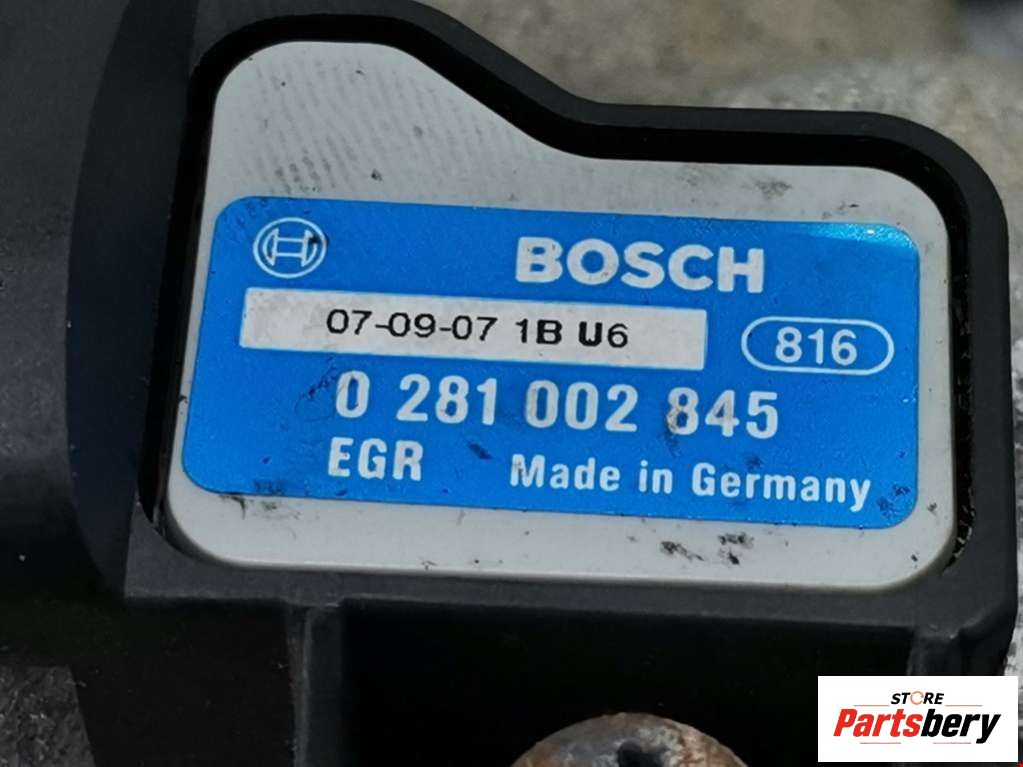 BOSCH
07-09-07 1B U6
816
0 281 002 845
EGR Made in Germany
STORE
Partsbery